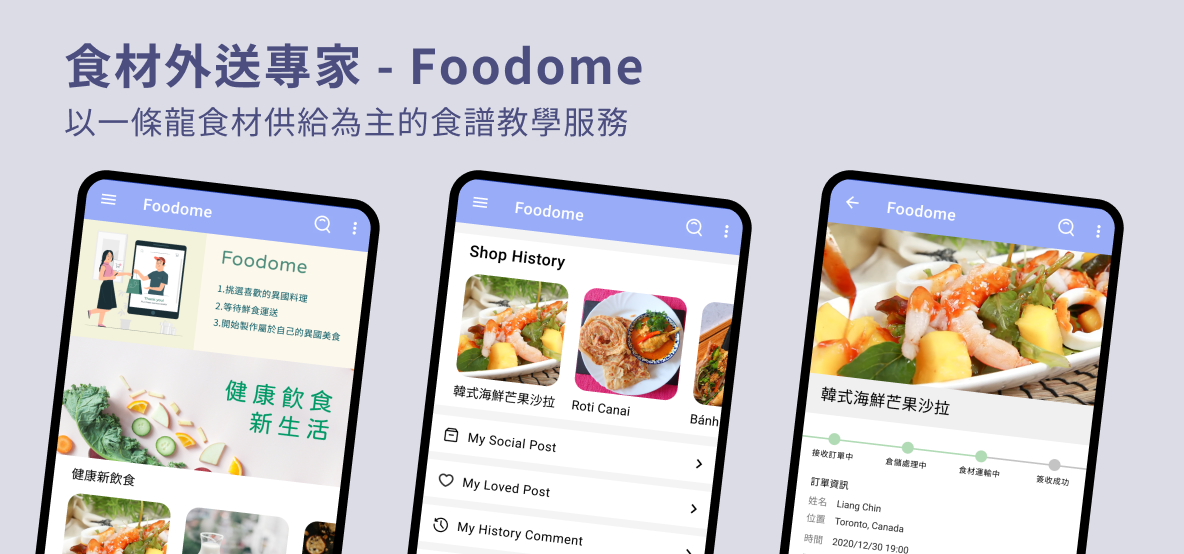 食材外送專家 - Foodome
以一條龍食材供給為主的食譜教學服務
Foodome
Foodome
1.挑選喜歡的異國料理
2.等待鮮食運送
3.開始製作屬於自己的異國美食
健康飲食
新生活
健康新飲食
Foodome
Shop History
韓式海鮮芒果沙拉
Roti Canai
Bánh
My Social Post
My Loved Post
My History Comment
Foodome
韓式海鮮芒果沙拉
接收訂單中
倉儲處理中
食材運輸中
簽收成功
訂單資訊
姓名 Liang Chin
位置 Toronto, Canada
時間 2020/12/30 19:00